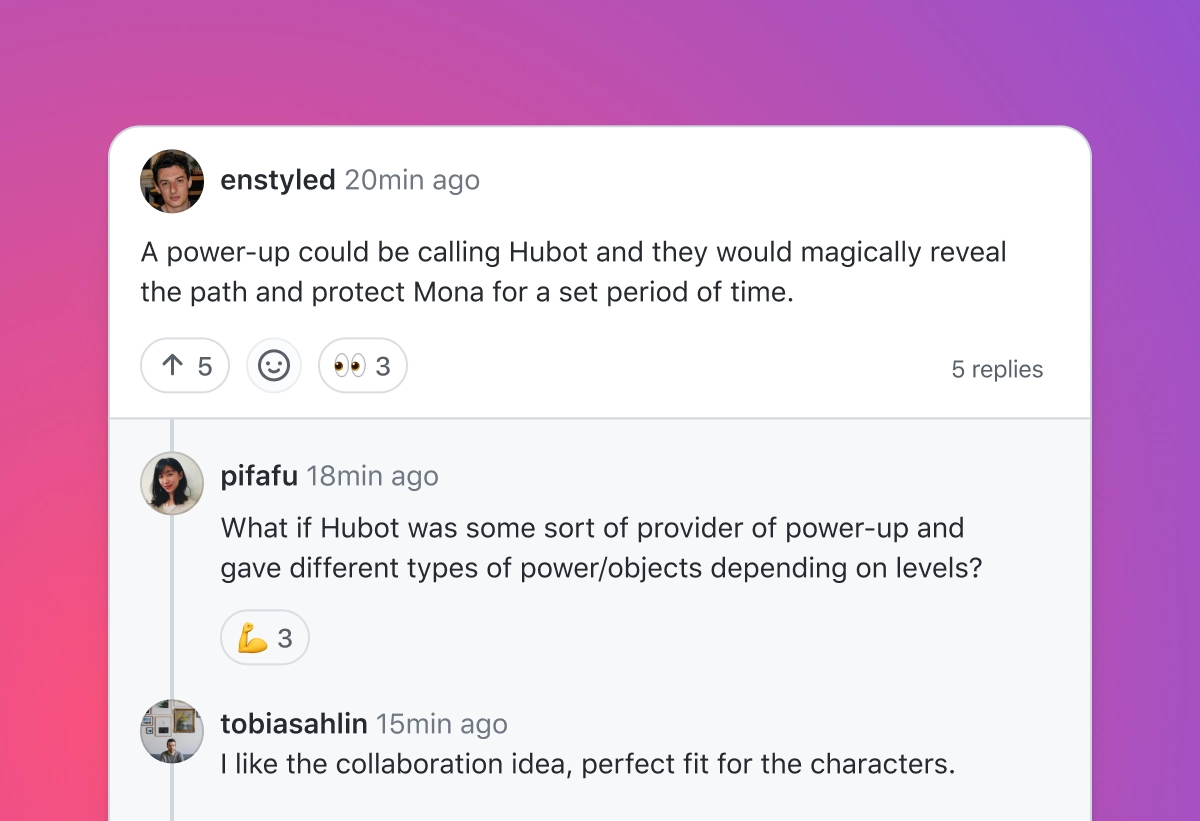 enstyled 20min ago
A power-up could be calling Hubot and they would magically reveal
the path and protect Mona for a set period of time.
↑ 5 👀 3
5 replies
pifafu 18min ago
What if Hubot was some sort of provider of power-up and
gave different types of power/objects depending on levels?
💪 3
tobiasahlin 15min ago
I like the collaboration idea, perfect fit for the characters.